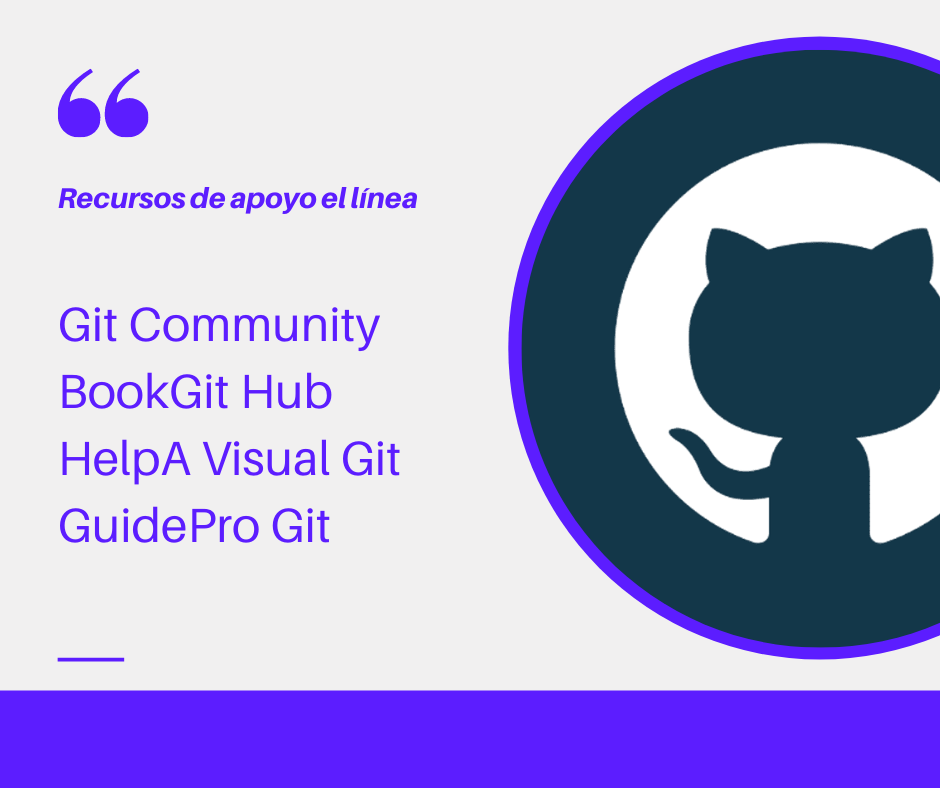 Recursos de apoyo el línea
Git Community
BookGit Hub
HelpA Visual Git
GuidePro Git